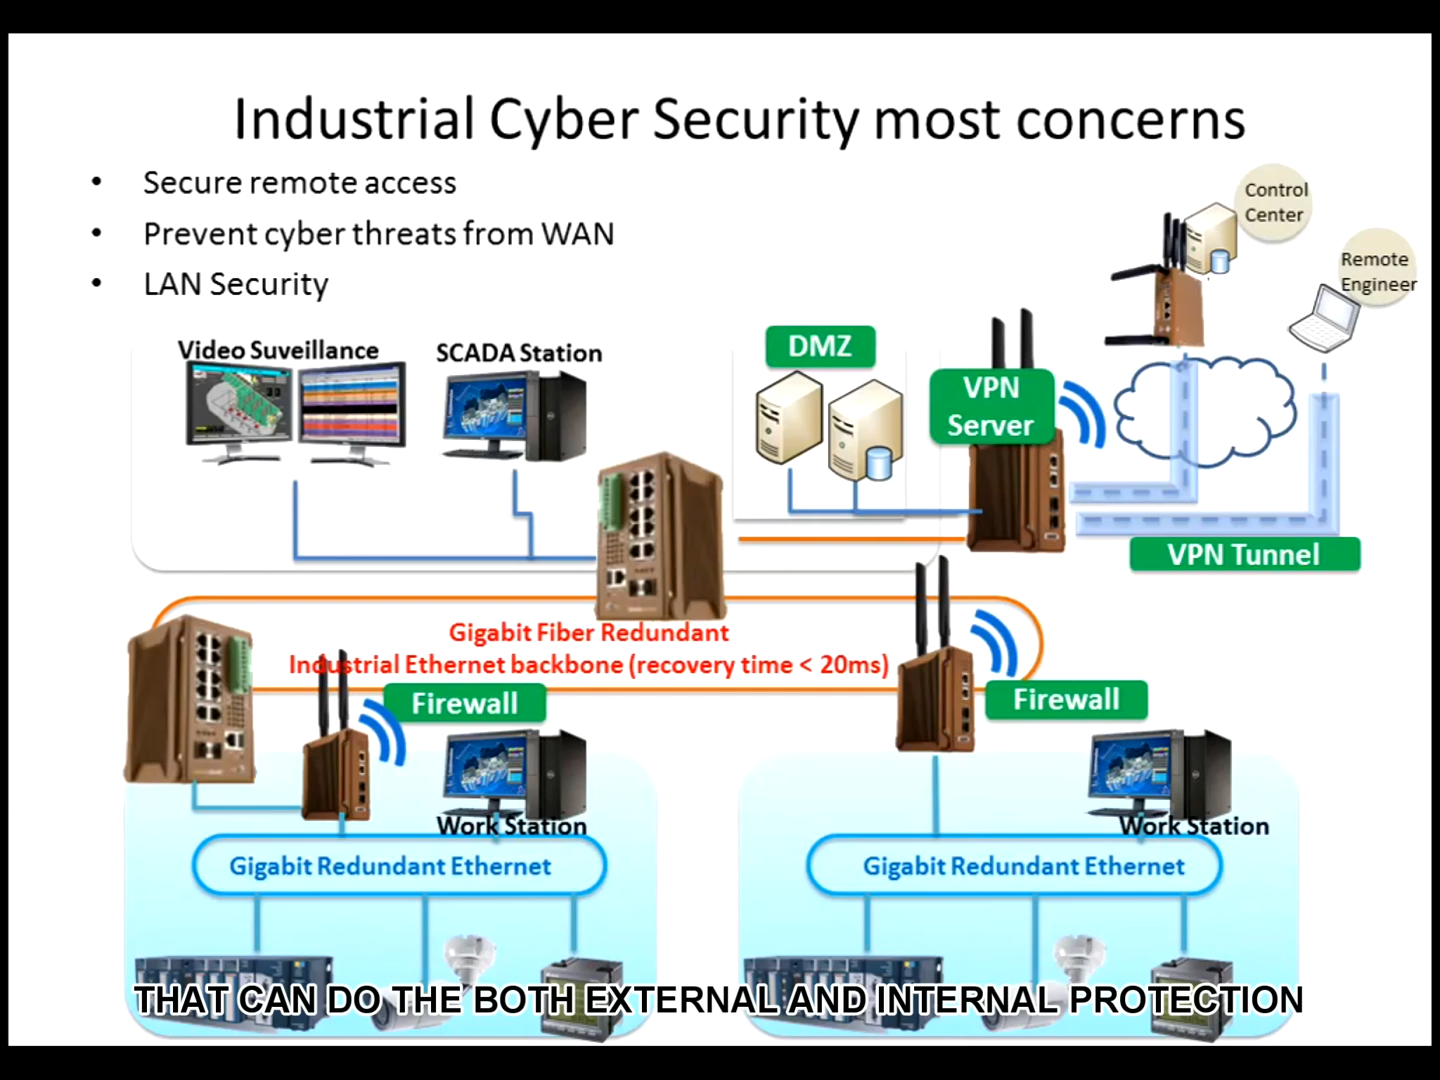 Industrial Cyber Security most concerns
• Secure remote access
• Prevent cyber threats from WAN
• LAN Security
Control
Center
Remote
Engineer
Video Suveillance
SCADA Station
DMZ
VPN
Server
VPN Tunnel
Gigabit Fiber Redundant
Industrial Ethernet backbone (recovery time < 20ms)
Firewall
Firewall
Work Station
Work Station
Gigabit Redundant Ethernet
Gigabit Redundant Ethernet
THAT CAN DO THE BOTH EXTERNAL AND INTERNAL PROTECTION